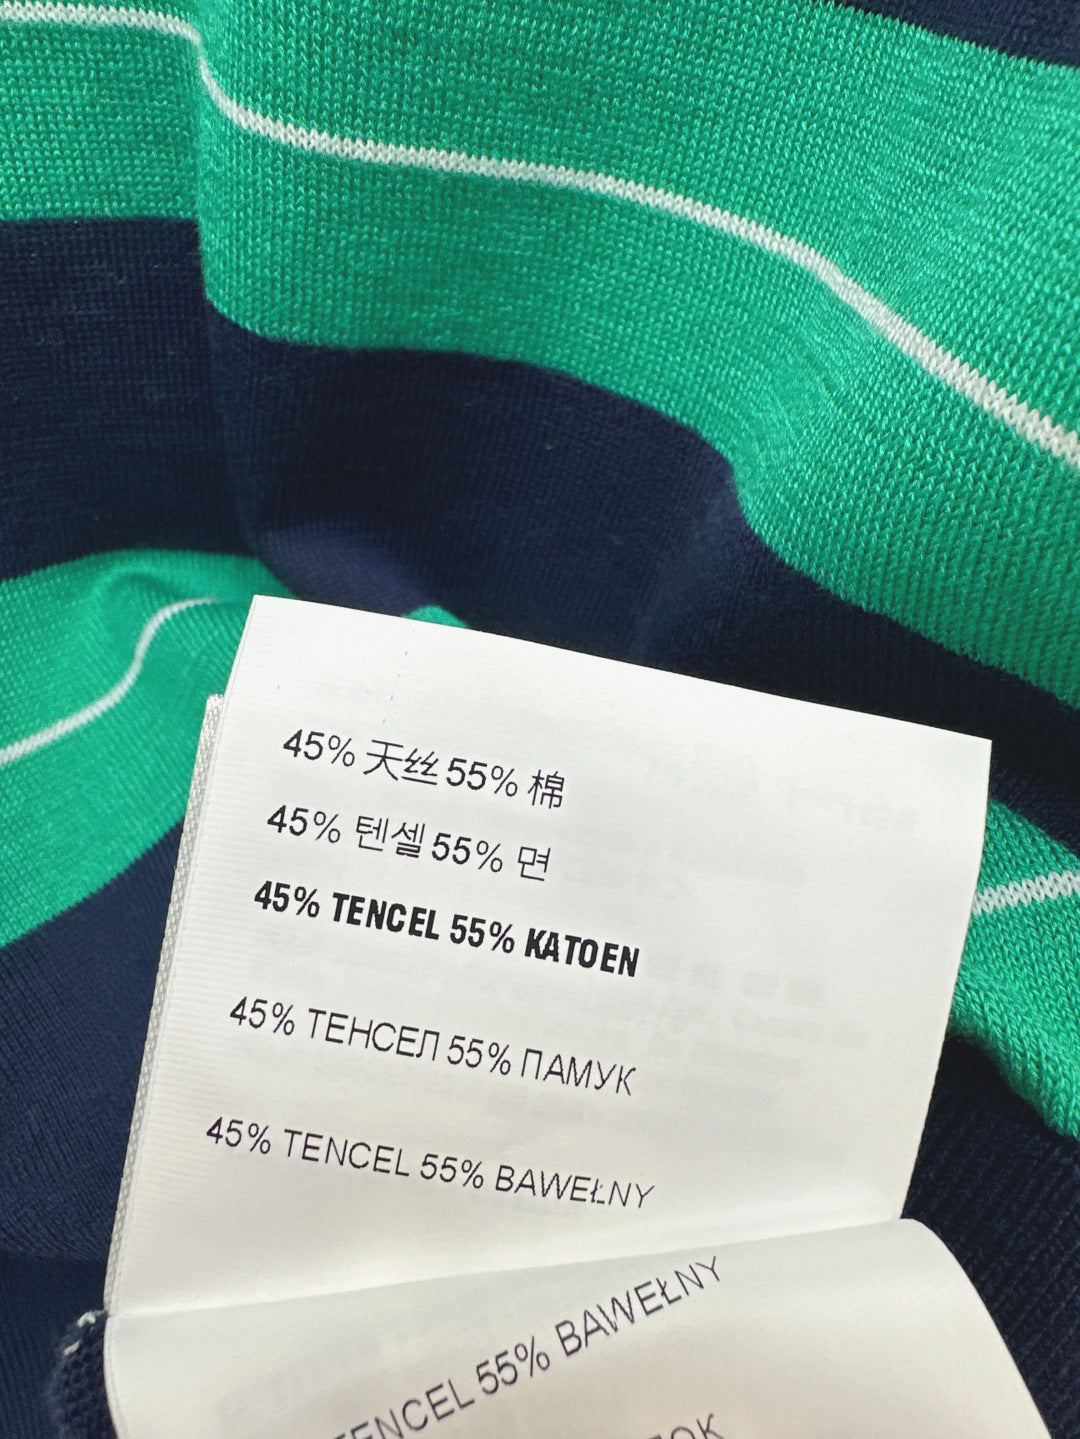 45% 天丝 55% 棉
45% 텐셀 55% 면
45% TENCEL 55% KATOEN
45% ТЕНСЕЛ 55% ПАМУК
45% TENCEL 55% BAWEŁNY
TENCEL 55% BAWEŁNY